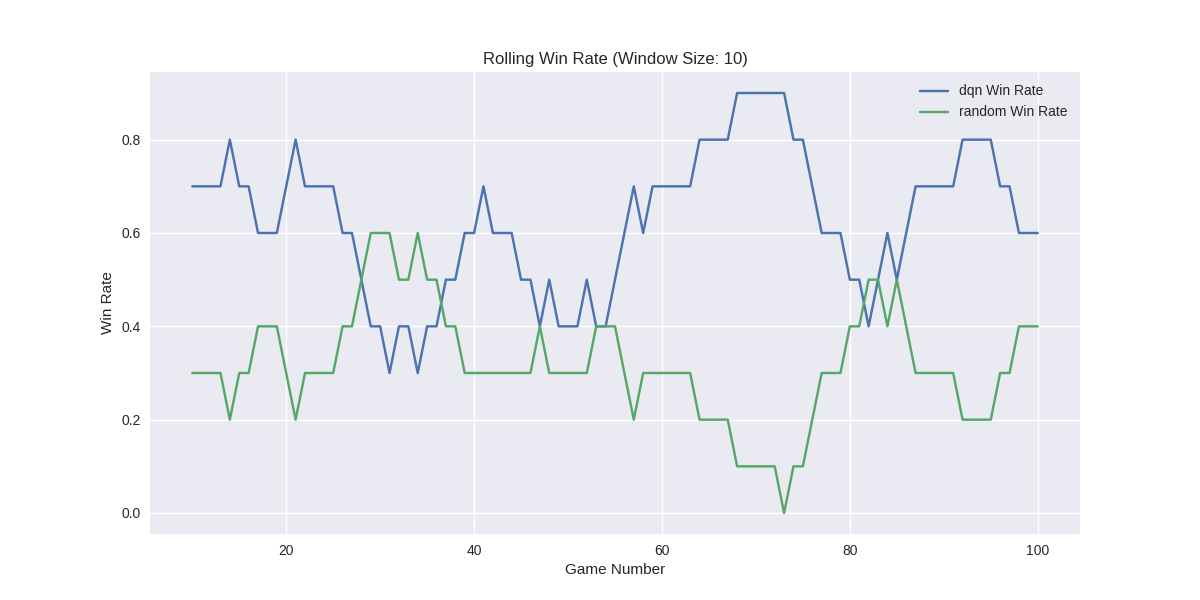 Rolling Win Rate (Window Size: 10)
dqn Win Rate
random Win Rate
Win Rate
0.8
0.6
0.4
0.2
0.0
20 40 60 80 100
Game Number